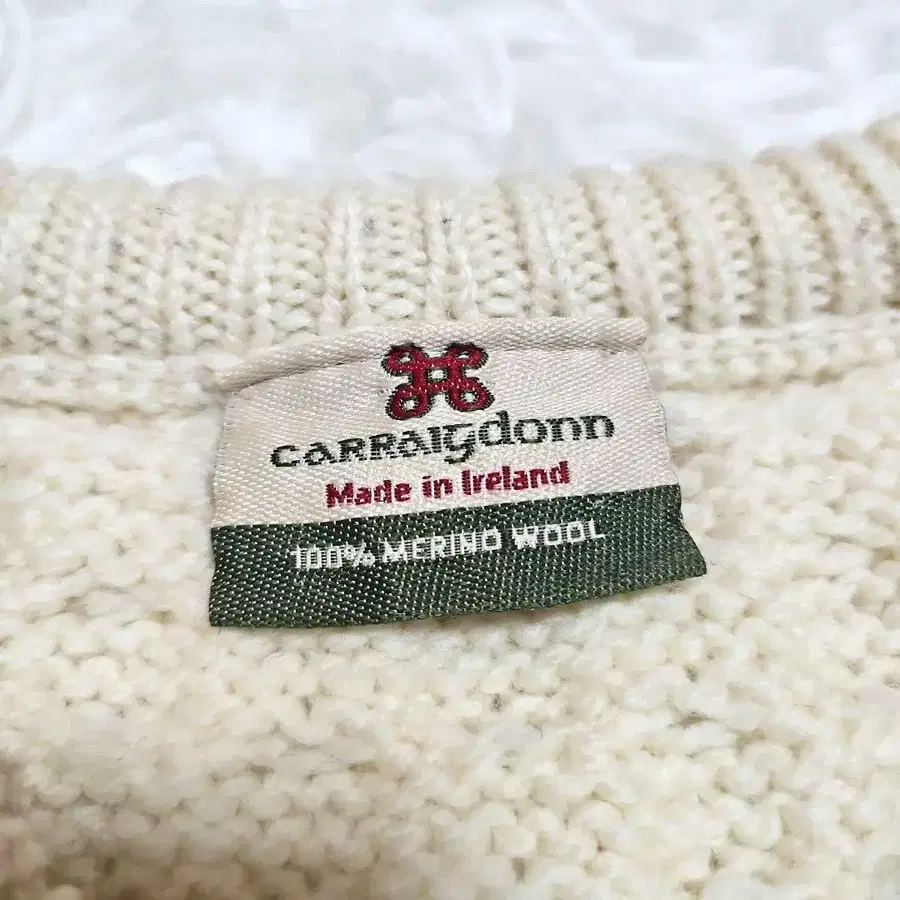 CARRAIGDONN
Made in Ireland
100% MERINO WOOL